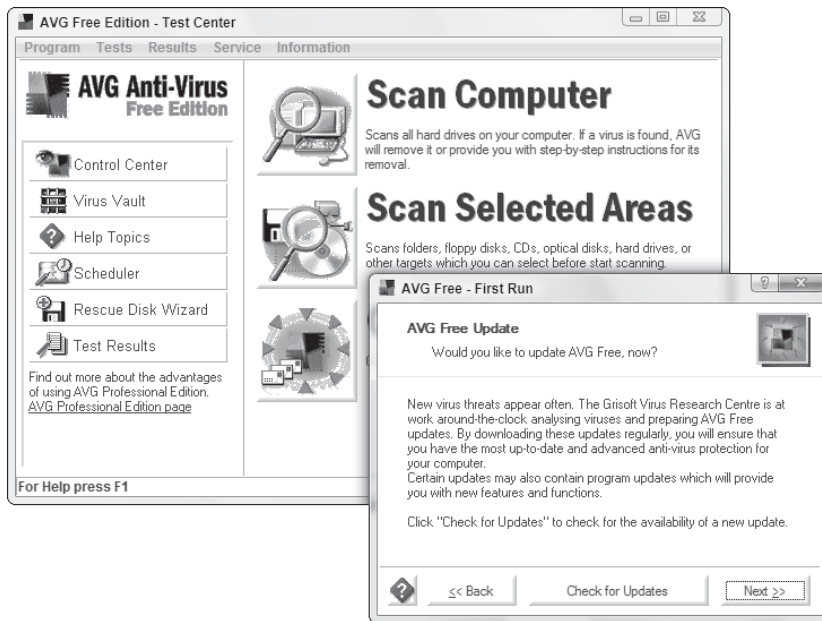 AVG Free Edition - Test Center
Program Tests Results Service Information
AVG Anti-Virus
Free Edition
Control Center
Virus Vault
Help Topics
Scheduler
Rescue Disk Wizard
Test Results
Find out more about the advantages
of using AVG Professional Edition.
AVG Professional Edition page
For Help press F1
Scan Computer
Scans all hard drives on your computer. If a virus is found, AVG
will remove it or provide you with step-by-step instructions for its
removal.
Scan Selected Areas
Scans folders, floppy disks, CDs, optical disks, hard drives, or
other targets which you can select before start scanning.
AVG Free - First Run
AVG Free Update
Would you like to update AVG Free, now?
New virus threats appear often. The Grisoft Virus Research Centre is at
work around-the-clock analysing viruses and preparing AVG Free
updates. By downloading these updates regularly, you will ensure that
you have the most up-to-date and advanced anti-virus protection for
your computer.
Certain updates may also contain program updates which will provide
you with new features and functions.
Click "Check for Updates" to check for the availability of a new update.
<< Back
Check for Updates
Next >>